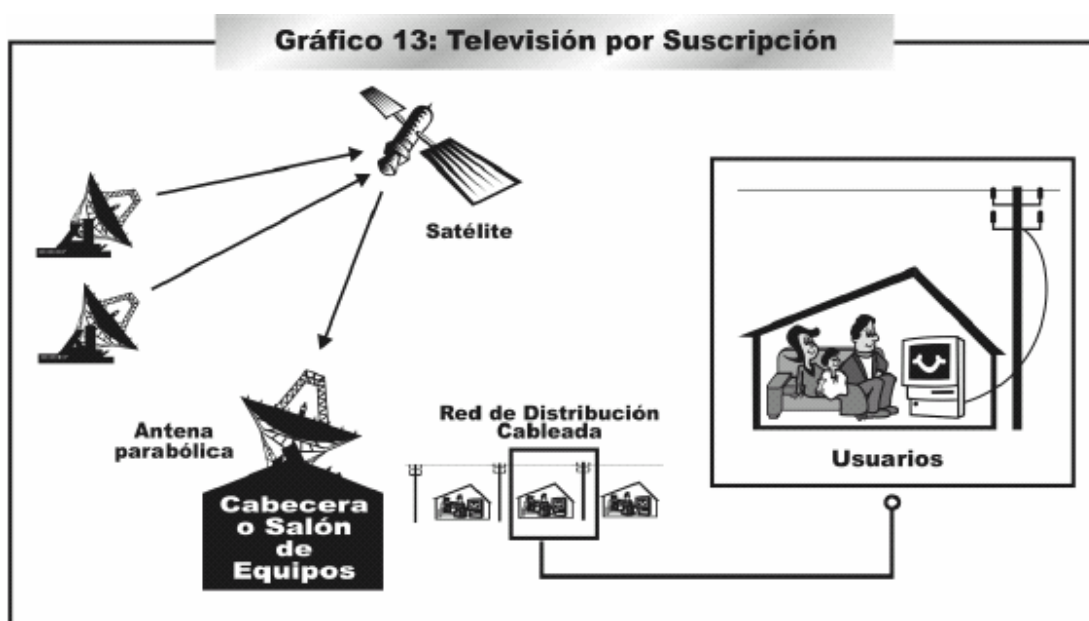 Gráfico 13: Televisión por Suscripción
Satélite
Antena
parabólica
Cabecera
o Salón
de
Equipos
Red de Distribución
Cableada
Usuarios